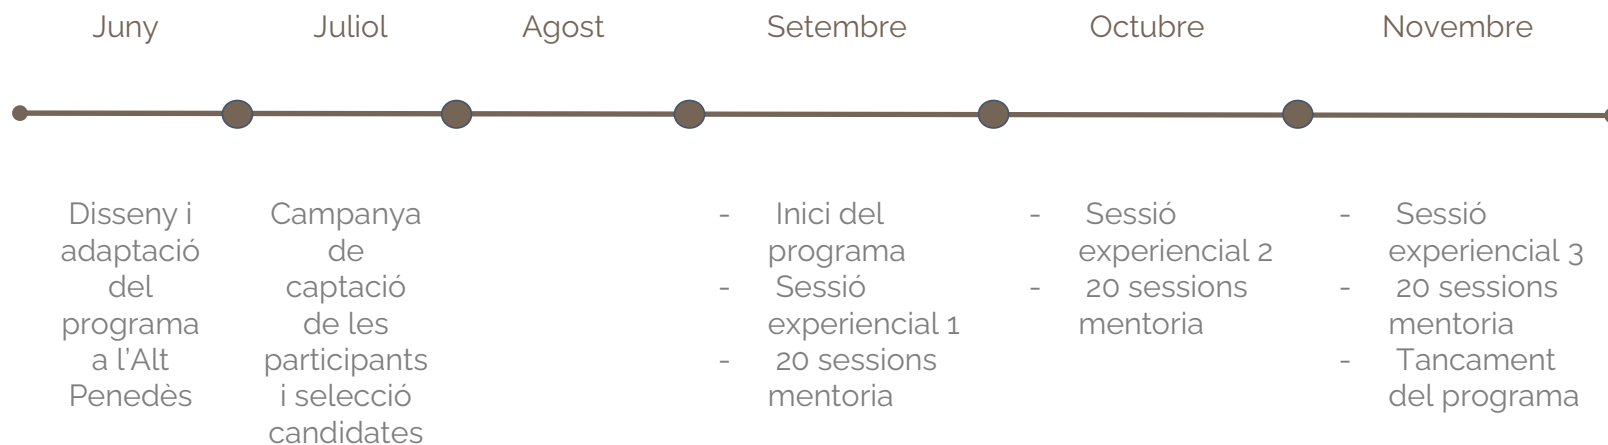 Juny
Juliol
Agost
Setembre
Octubre
Novembre
Disseny i
adaptació
del
programa
a l'Alt
Penedès
Campanya
de
captació
de les
participants
i selecció
candidates
- Inici del
programa
- Sessió
experiencial 1
- 20 sessions
mentoria
- Sessió
experiencial 2
- 20 sessions
mentoria
- Sessió
experiencial 3
- 20 sessions
mentoria
- Tancament
del programa